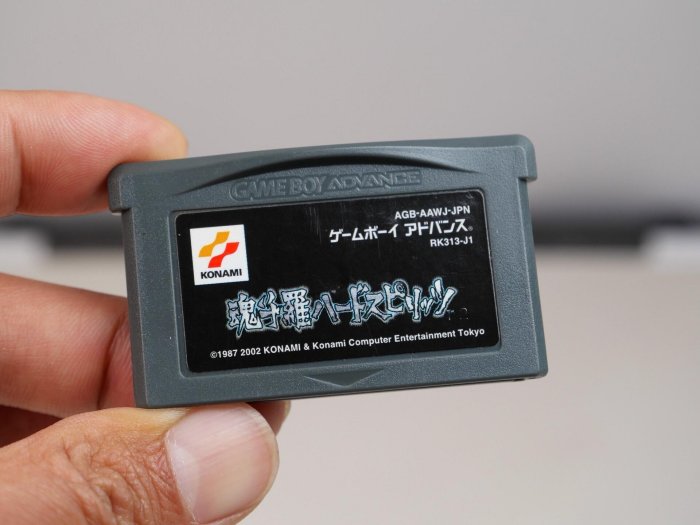 GAME BOY ADVANCE
AGB-AAWJ-JPN
ゲームボーイ アドバンス®
RK313-J1
KONAMI
魂斗羅ハードスピリッツ
©1987 2002 KONAMI & Konami Computer Entertainment Tokyo